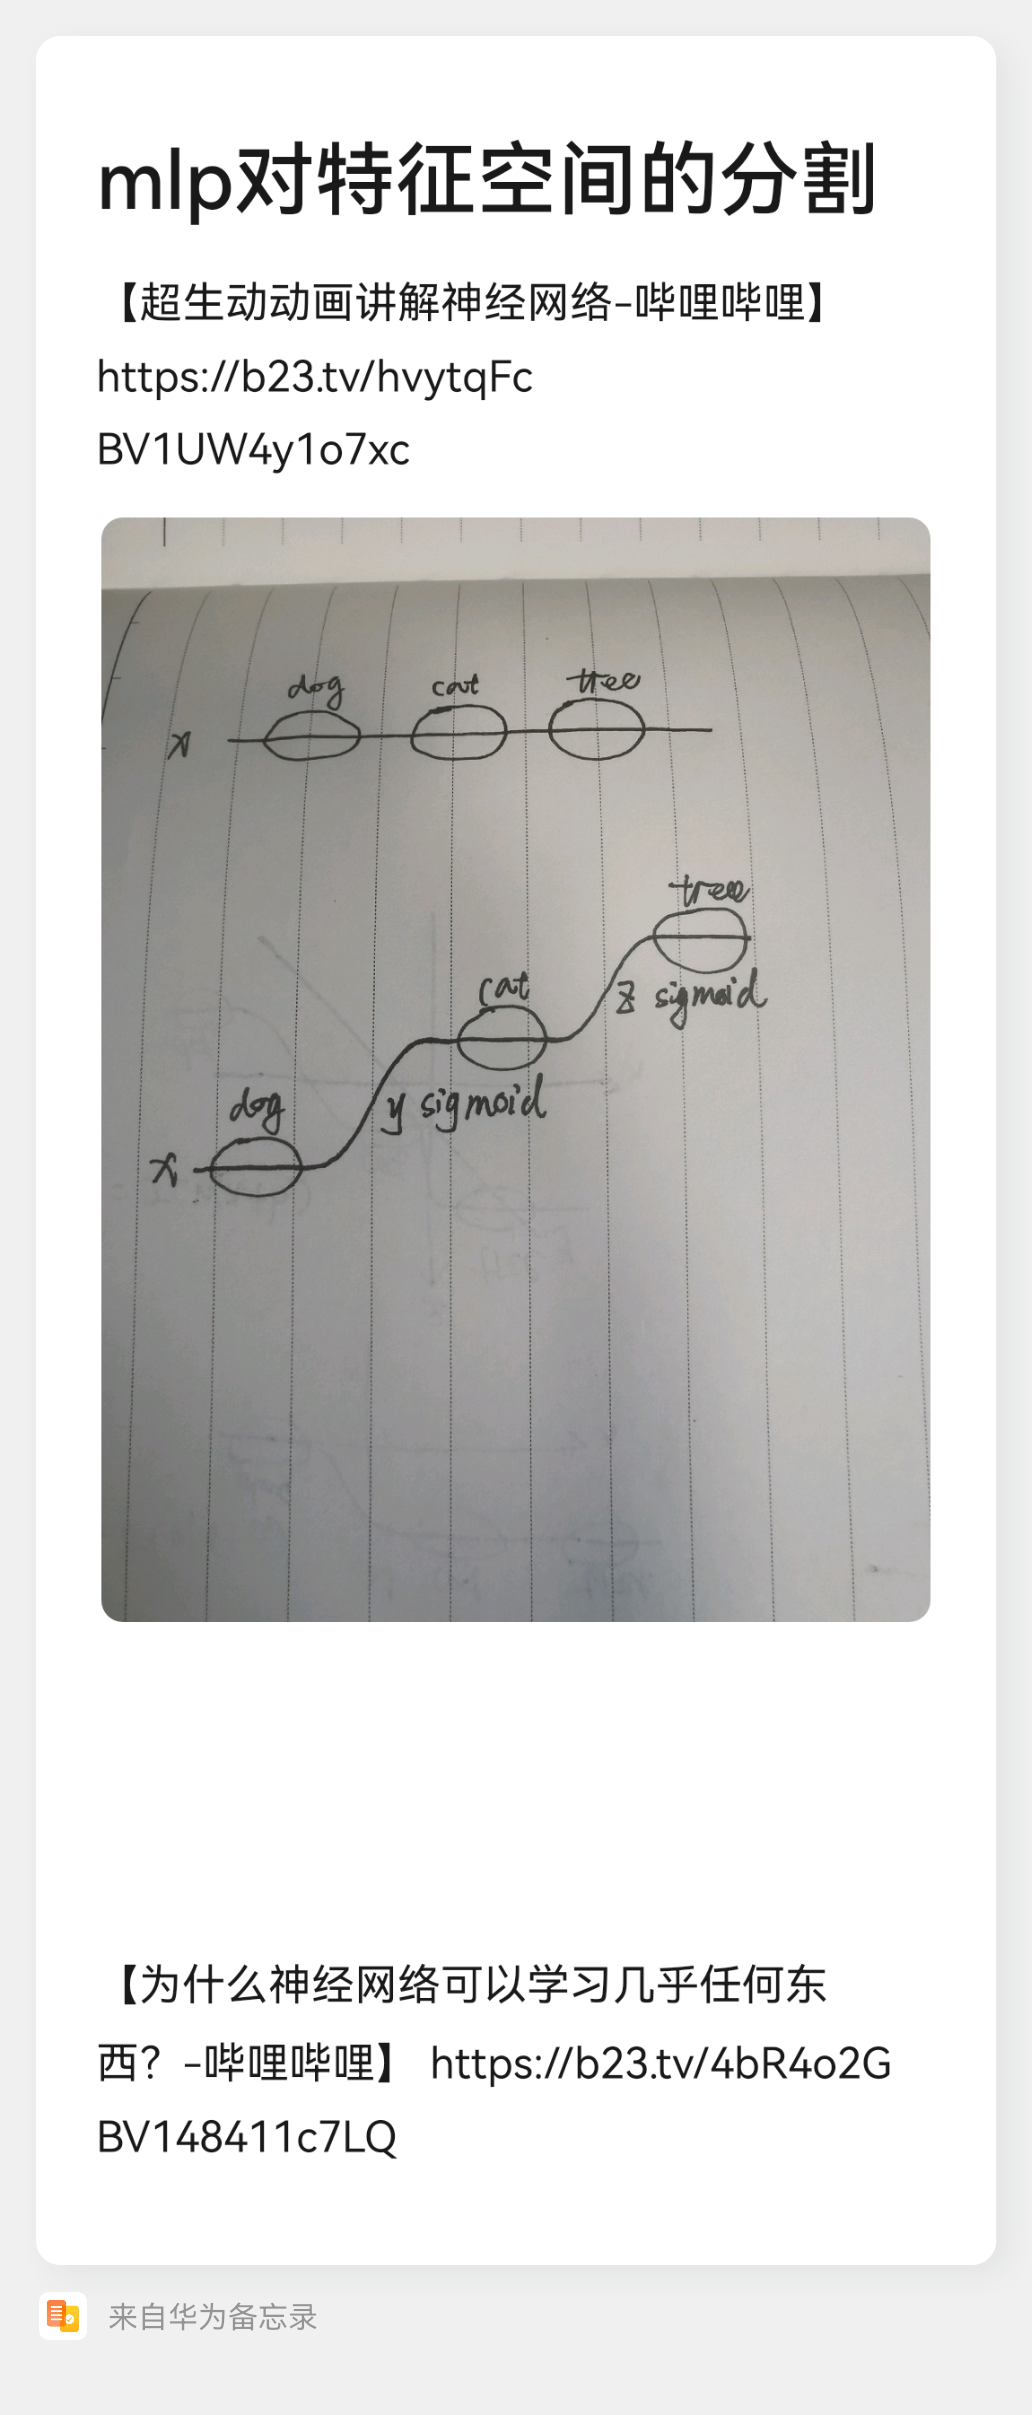 mlp对特征空间的分割
【超生动动画讲解神经网络-哔哩哔哩】
https://b23.tv/hvytqFc
BV1UW4y1o7xc
dog cat tree
x
tree
cat
z sigmoid
dog
y sigmoid
x
【为什么神经网络可以学习几乎任何东
西？-哔哩哔哩】 https://b23.tv/4bR4o2G
BV148411c7LQ
来自华为备忘录